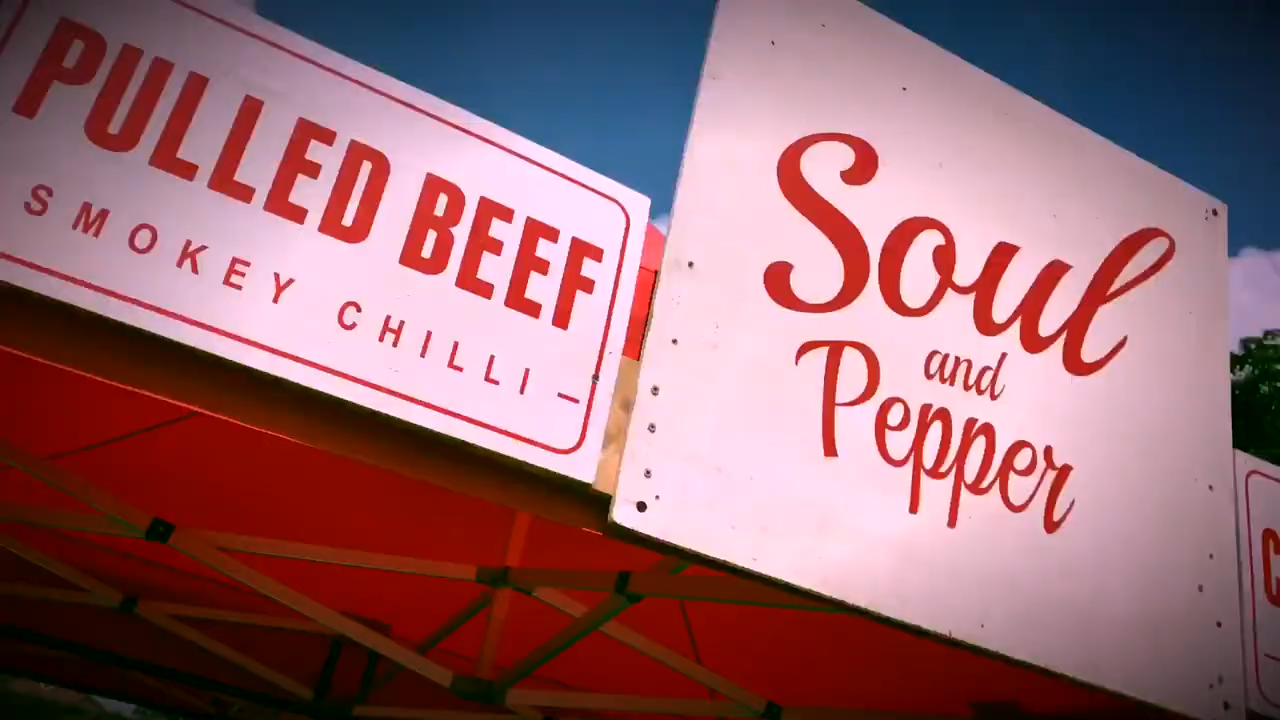 PULLED BEEF
SMOKEY CHILLI –
Soul
and
Pepper